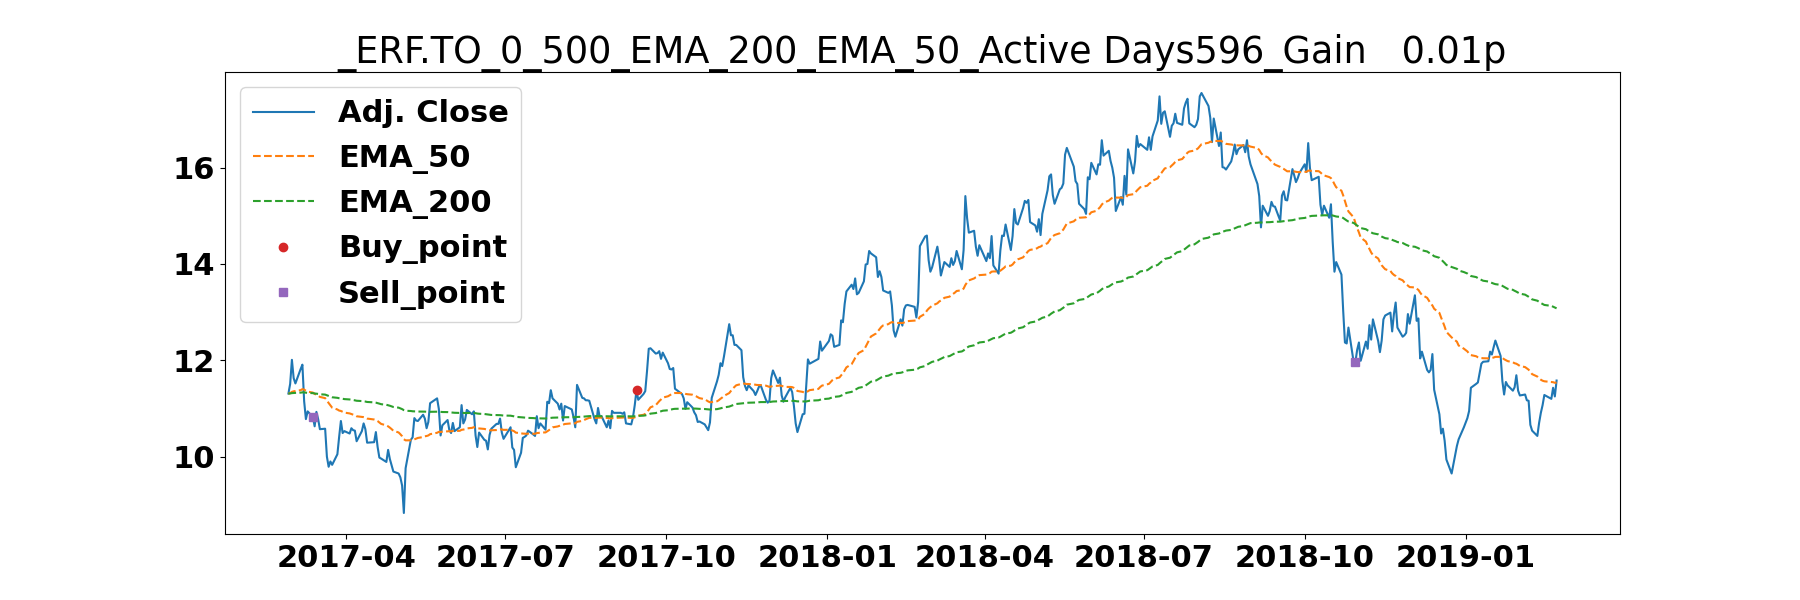 _ERF.TO_0_500_EMA_200_EMA_50_Active Days596_Gain   0.01p
Adj. Close
EMA_50
EMA_200
Buy_point
Sell_point
16
14
12
10
2017-04 2017-07 2017-10 2018-01 2018-04 2018-07 2018-10 2019-01